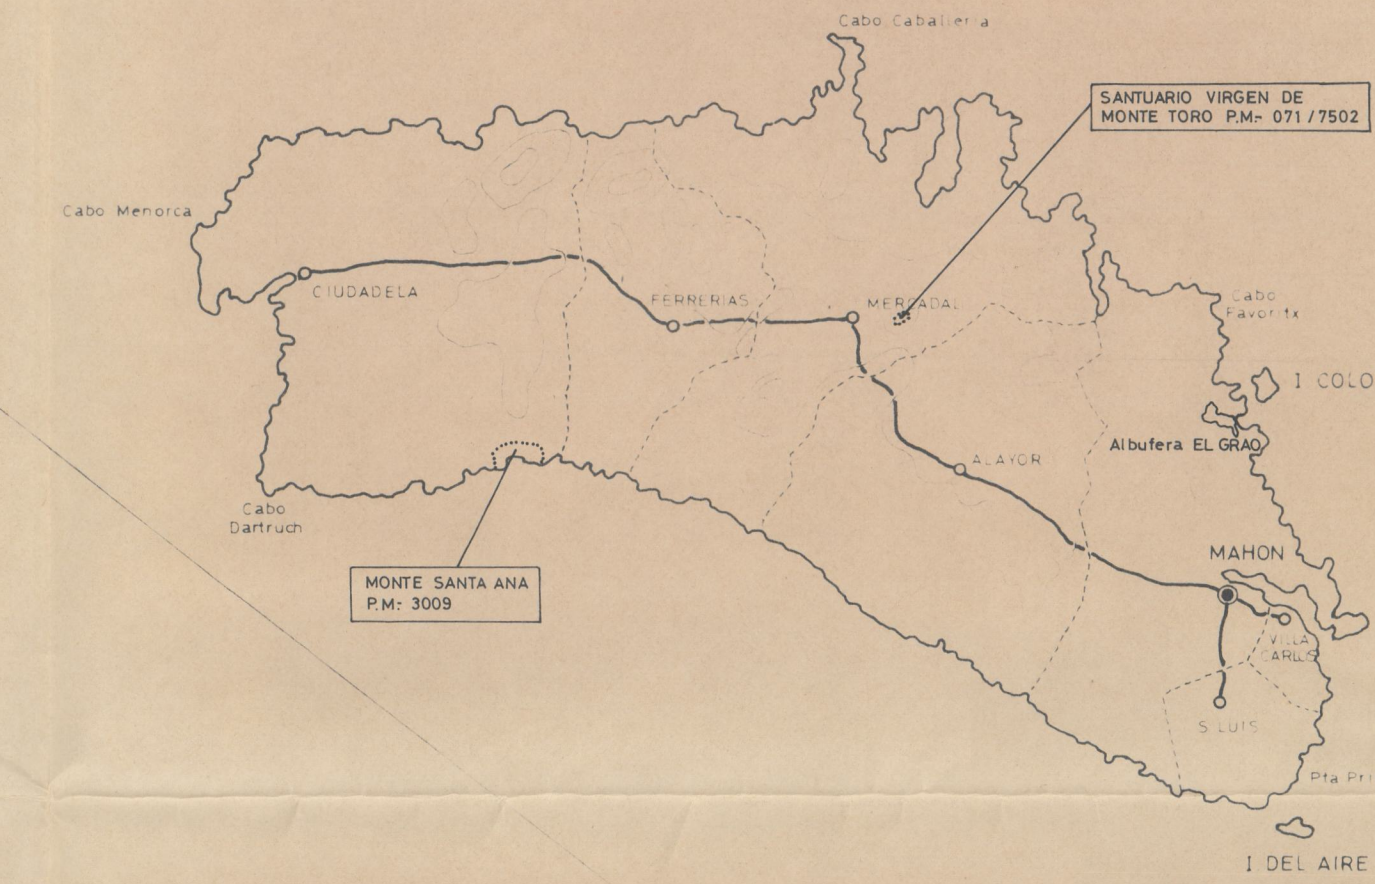 Cabo Caballeria
SANTUARIO VIRGEN DE
MONTE TORO P.M:- 071/7502
Cabo Menorca
CIUDADELA
FERRERIAS
MERCADAL
Cabo
Favoritx
I COLO
Albufera EL GRAO
ALAYOR
Cabo
Dartruch
MAHON
MONTE SANTA ANA
P.M:- 3009
VILLA
CARLOS
S LUIS
Pta Pri
I DEL AIRE